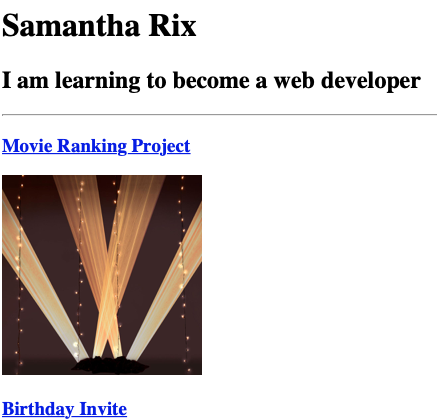 Samantha Rix
I am learning to become a web developer
Movie Ranking Project
Birthday Invite